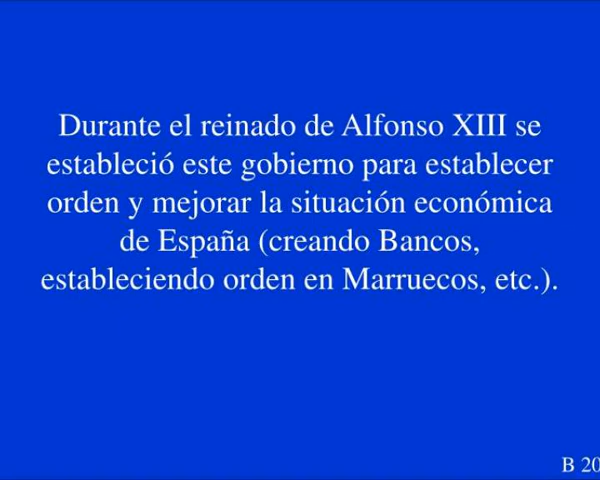 Durante el reinado de Alfonso XIII se
estableció este gobierno para establecer
orden y mejorar la situación económica
de España (creando Bancos,
estableciendo orden en Marruecos, etc.).
B 20